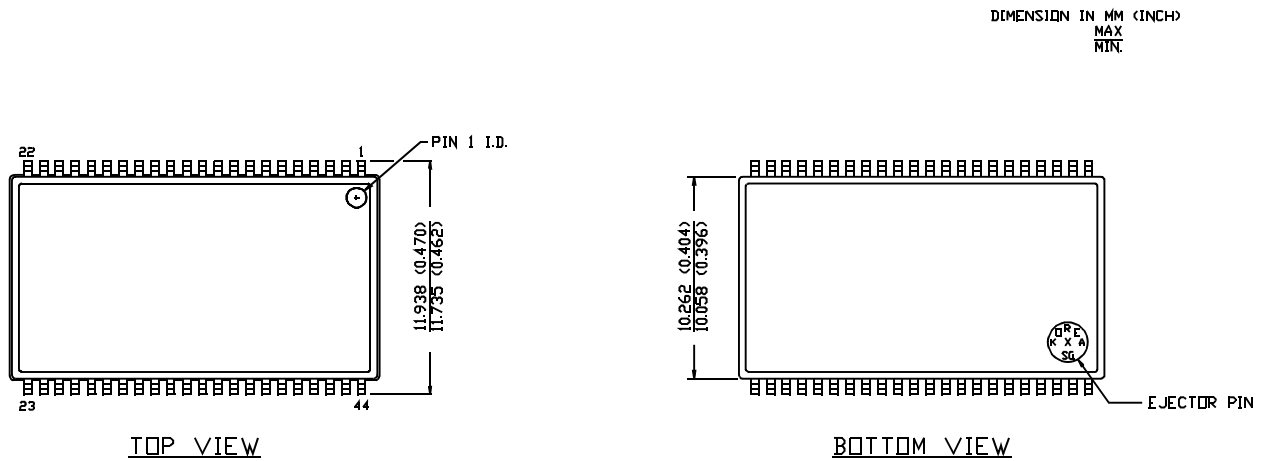 DIMENSION IN MM (INCH)
MAX
MIN.
22
1
PIN 1 I.D.
11.938 (0.470)
11.735 (0.462)
23
44
TOP VIEW
10.262 (0.404)
10.058 (0.396)
O R E
K X A
SG
EJECTOR PIN
BOTTOM VIEW